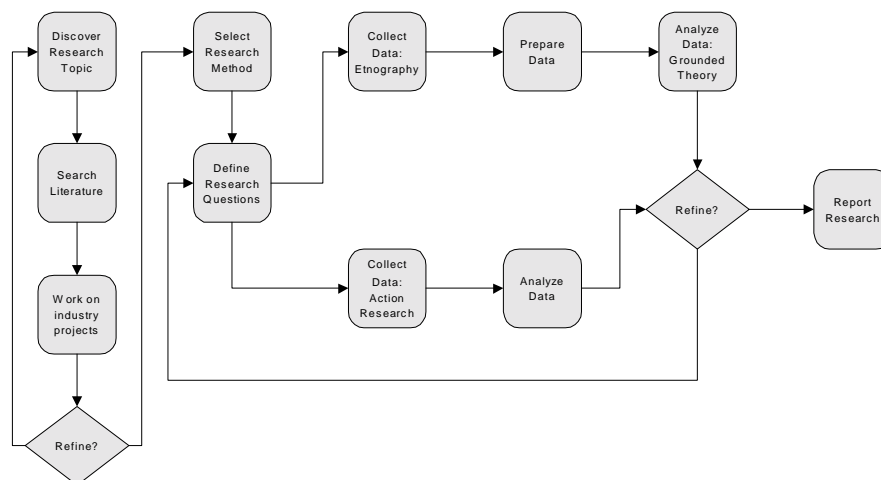 Discover
Research
Topic
Search
Literature
Work on
industry
projects
Refine?
Select
Research
Method
Define
Research
Questions
Collect
Data:
Etnography
Prepare
Data
Analyze
Data:
Grounded
Theory
Collect
Data:
Action
Research
Analyze
Data
Refine?
Report
Research